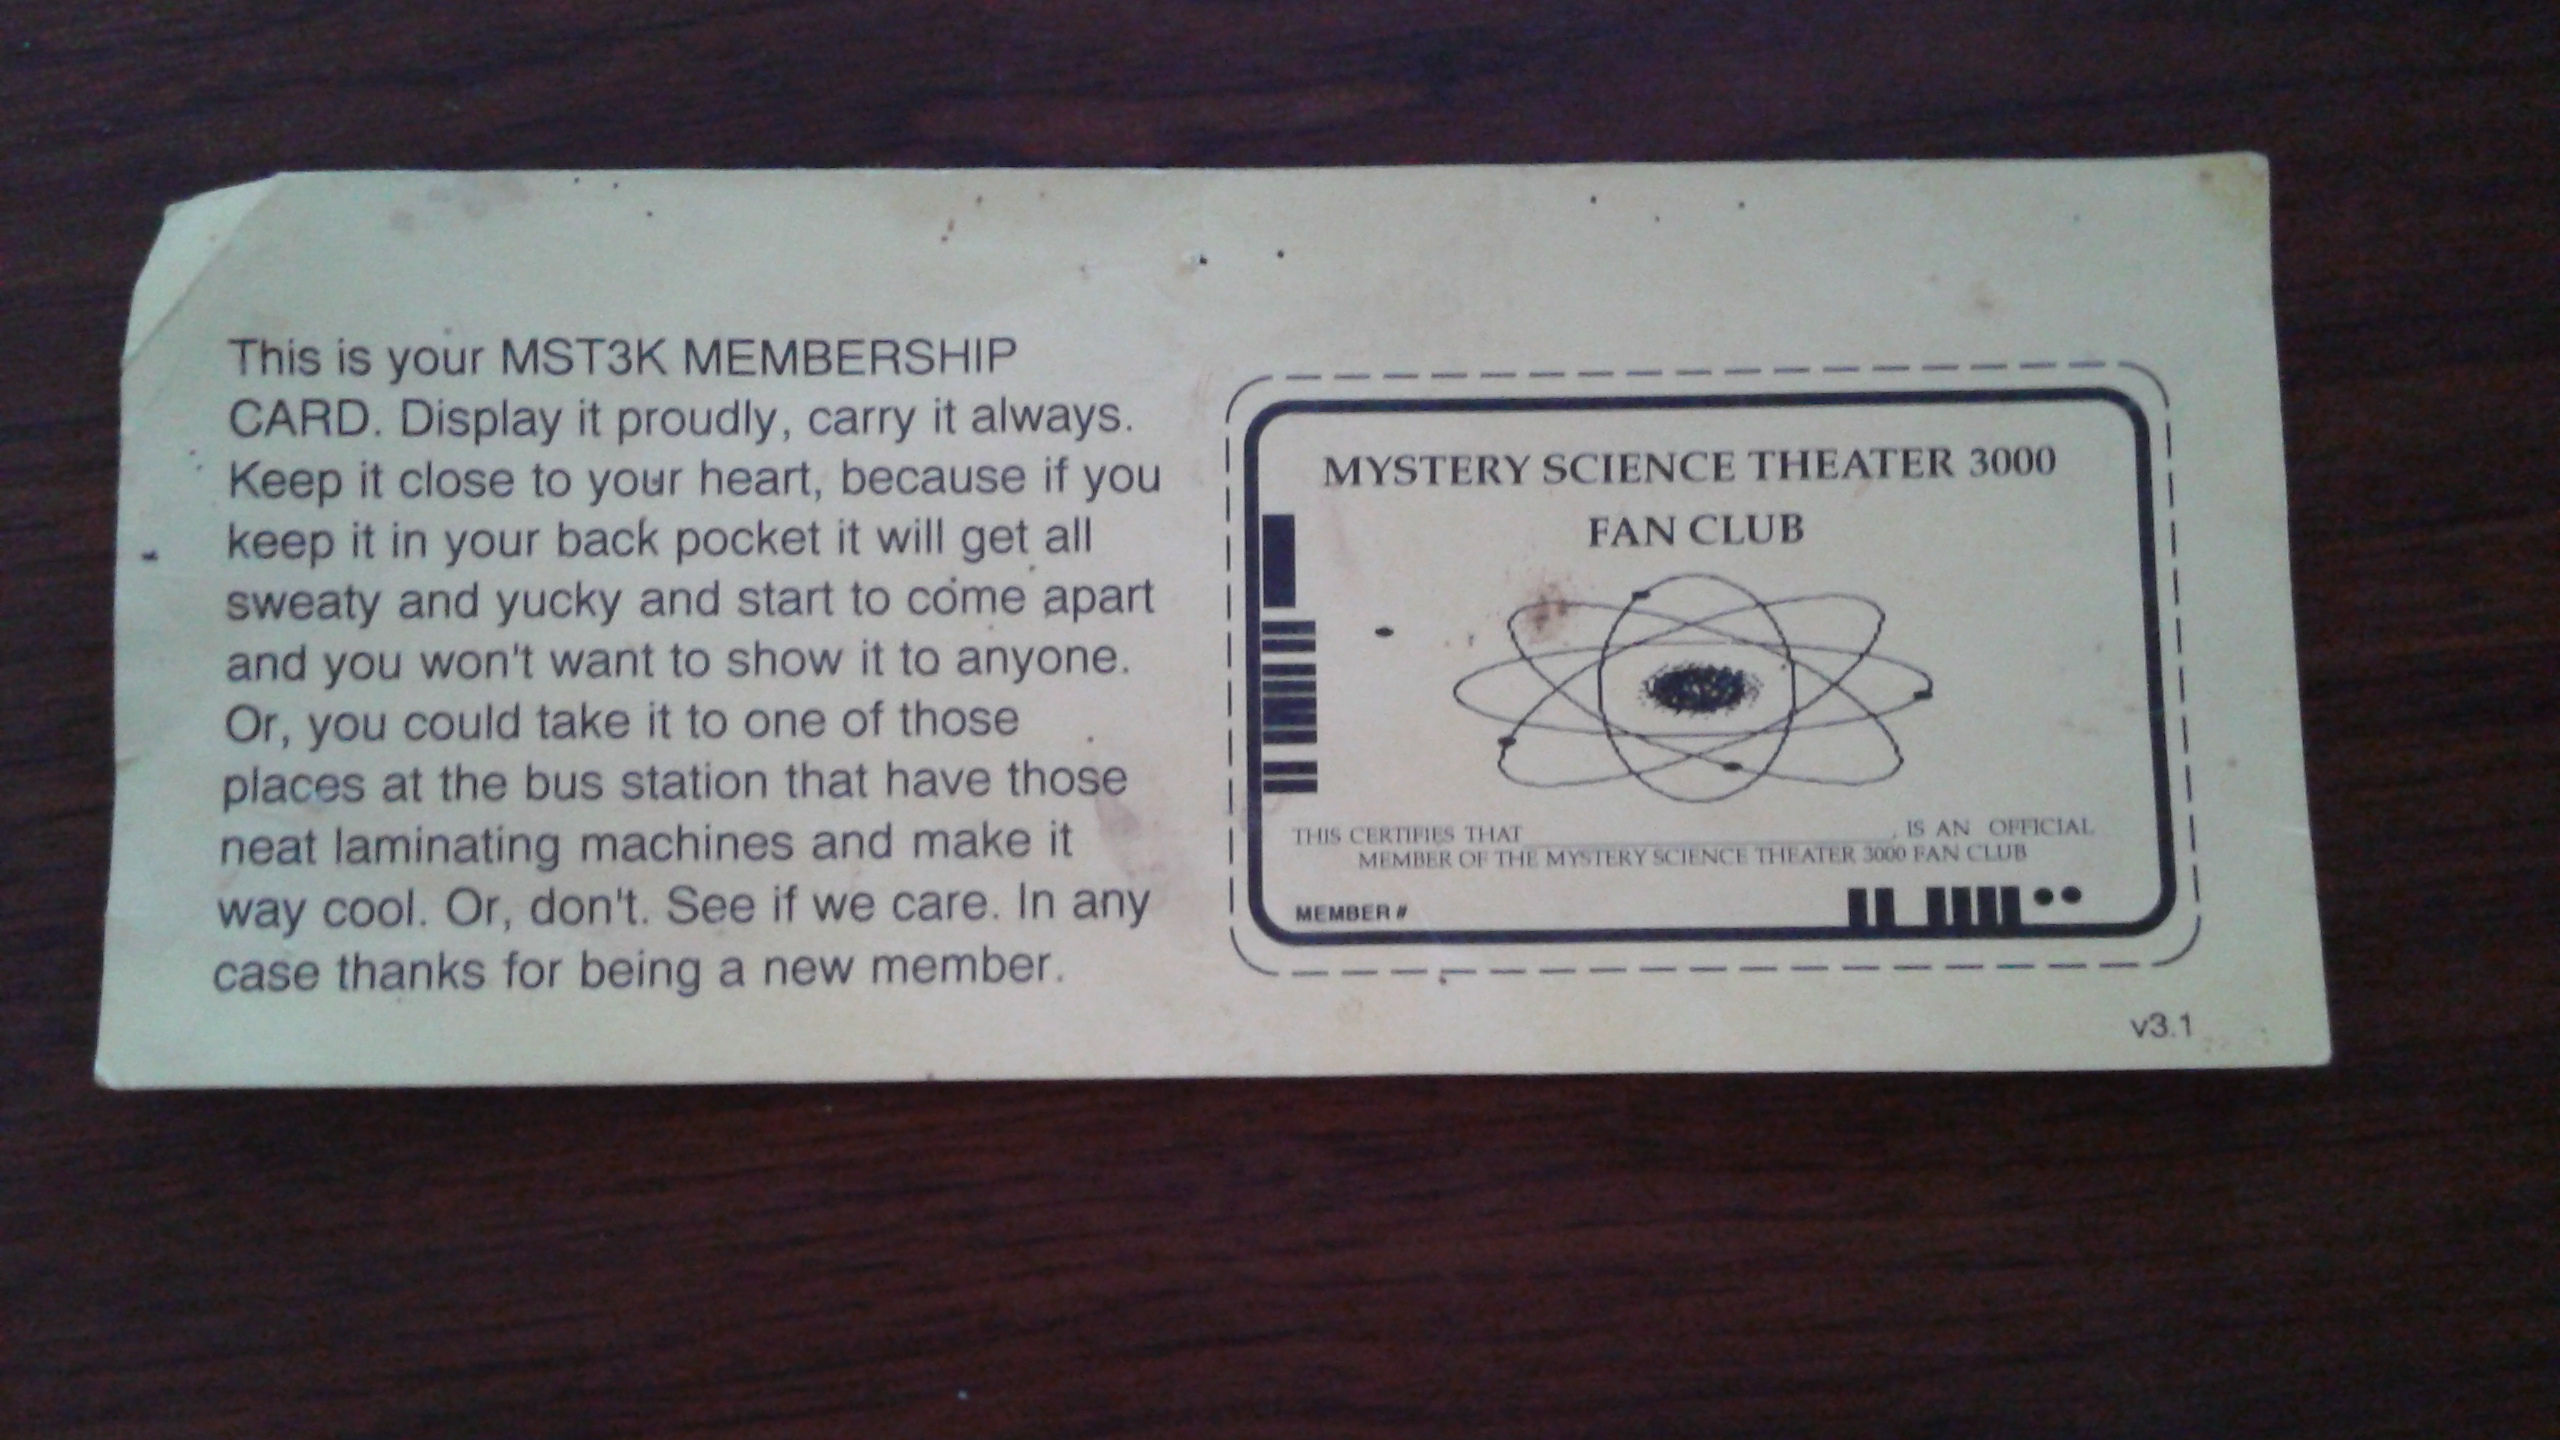 This is your MST3K MEMBERSHIP
CARD. Display it proudly, carry it always.
Keep it close to your heart, because if you
keep it in your back pocket it will get all
sweaty and yucky and start to come apart
and you won't want to show it to anyone.
Or, you could take it to one of those
places at the bus station that have those
neat laminating machines and make it
way cool. Or, don't. See if we care. In any
case thanks for being a new member.
MYSTERY SCIENCE THEATER 3000
FAN CLUB
THIS CERTIFIES THAT ____________________, IS AN OFFICIAL
MEMBER OF THE MYSTERY SCIENCE THEATER 3000 FAN CLUB
MEMBER #
v3.1